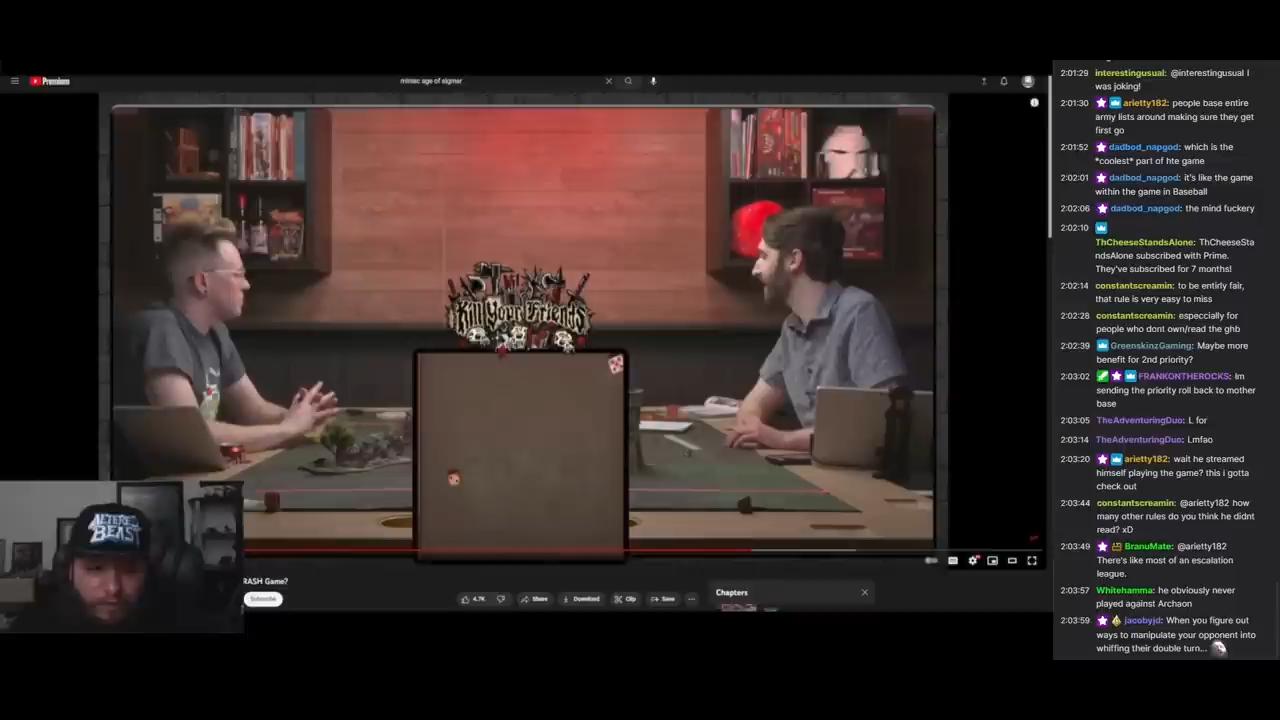 Premium
miniac age of sigmar
Kill Your Friends
ALTERED
BEAST
RASH Game?
Subscribe
4.7K
Share
Download
Clip
Save
Chapters
2:01:29 interestingusual: @interestingusual I
was joking!
2:01:30 arietty182: people base entire
army lists around making sure they get
first go
2:01:52 dadbod_napgod: which is the
*coolest* part of hte game
2:02:01 dadbod_napgod: it's like the game
within the game in Baseball
2:02:06 dadbod_napgod: the mind fuckery
2:02:10
ThCheeseStandsAlone: ThCheeseSta
ndsAlone subscribed with Prime.
They've subscribed for 7 months!
2:02:14 constantscreamin: to be entirly fair,
that rule is very easy to miss
2:02:28 constantscreamin: especially for
people who dont own/read the ghb
2:02:39 GreenskinzGaming: Maybe more
benefit for 2nd priority?
2:03:02 FRANKONTHEROCKS: Im
sending the priority roll back to mother
base
2:03:05 TheAdventuringDuo: L for
2:03:14 TheAdventuringDuo: Lmfao
2:03:20 arietty182: wait he streamed
himself playing the game? this i gotta
check out
2:03:44 constantscreamin: @arietty182 how
many other rules do you think he didnt
read? xD
2:03:49 BranuMate: @arietty182
There's like most of an escalation
league.
2:03:57 Whitehamma: he obviously never
played against Archaon
2:03:59 jacobyjd: When you figure out
ways to manipulate your opponent into
whiffing their double turn...